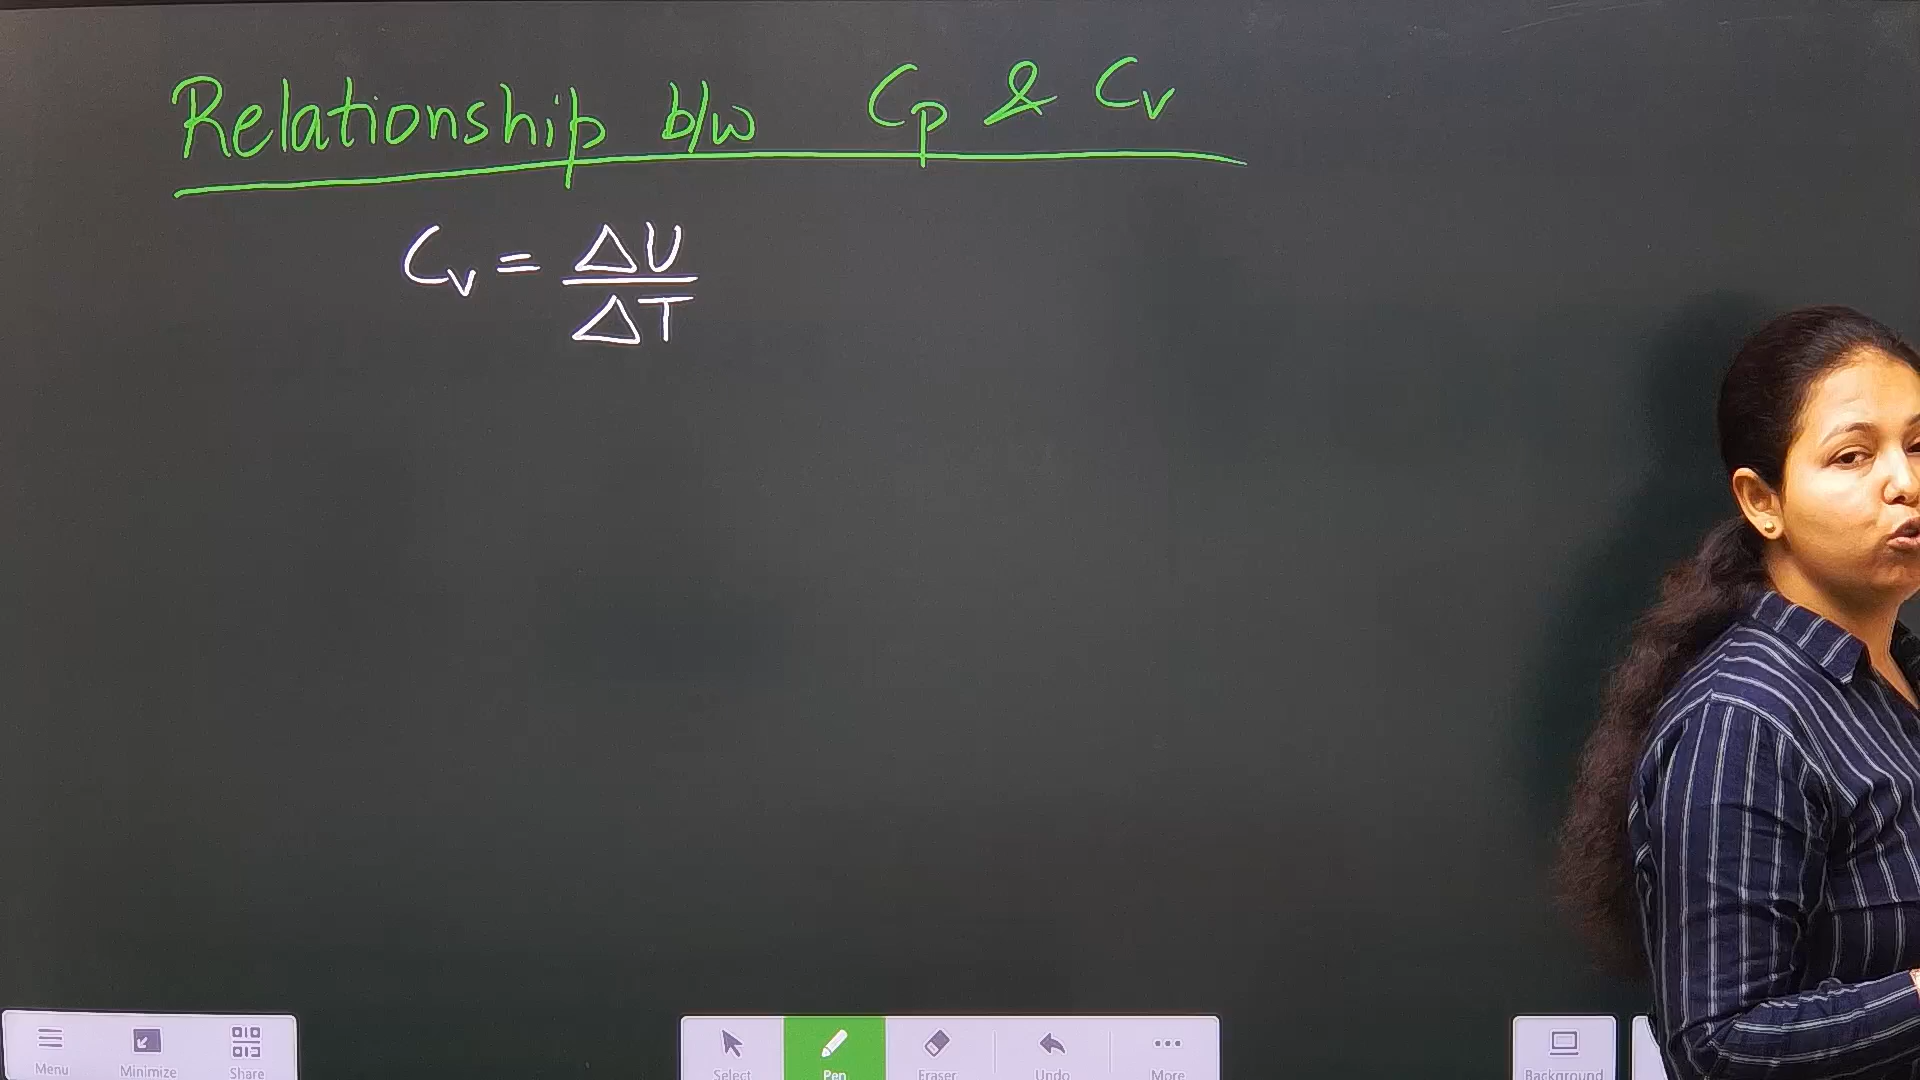 Relationship b/w Cp & Cv
Cv = ΔU
ΔT
Menu Minimize Share Select Pen Eraser Undo More Background